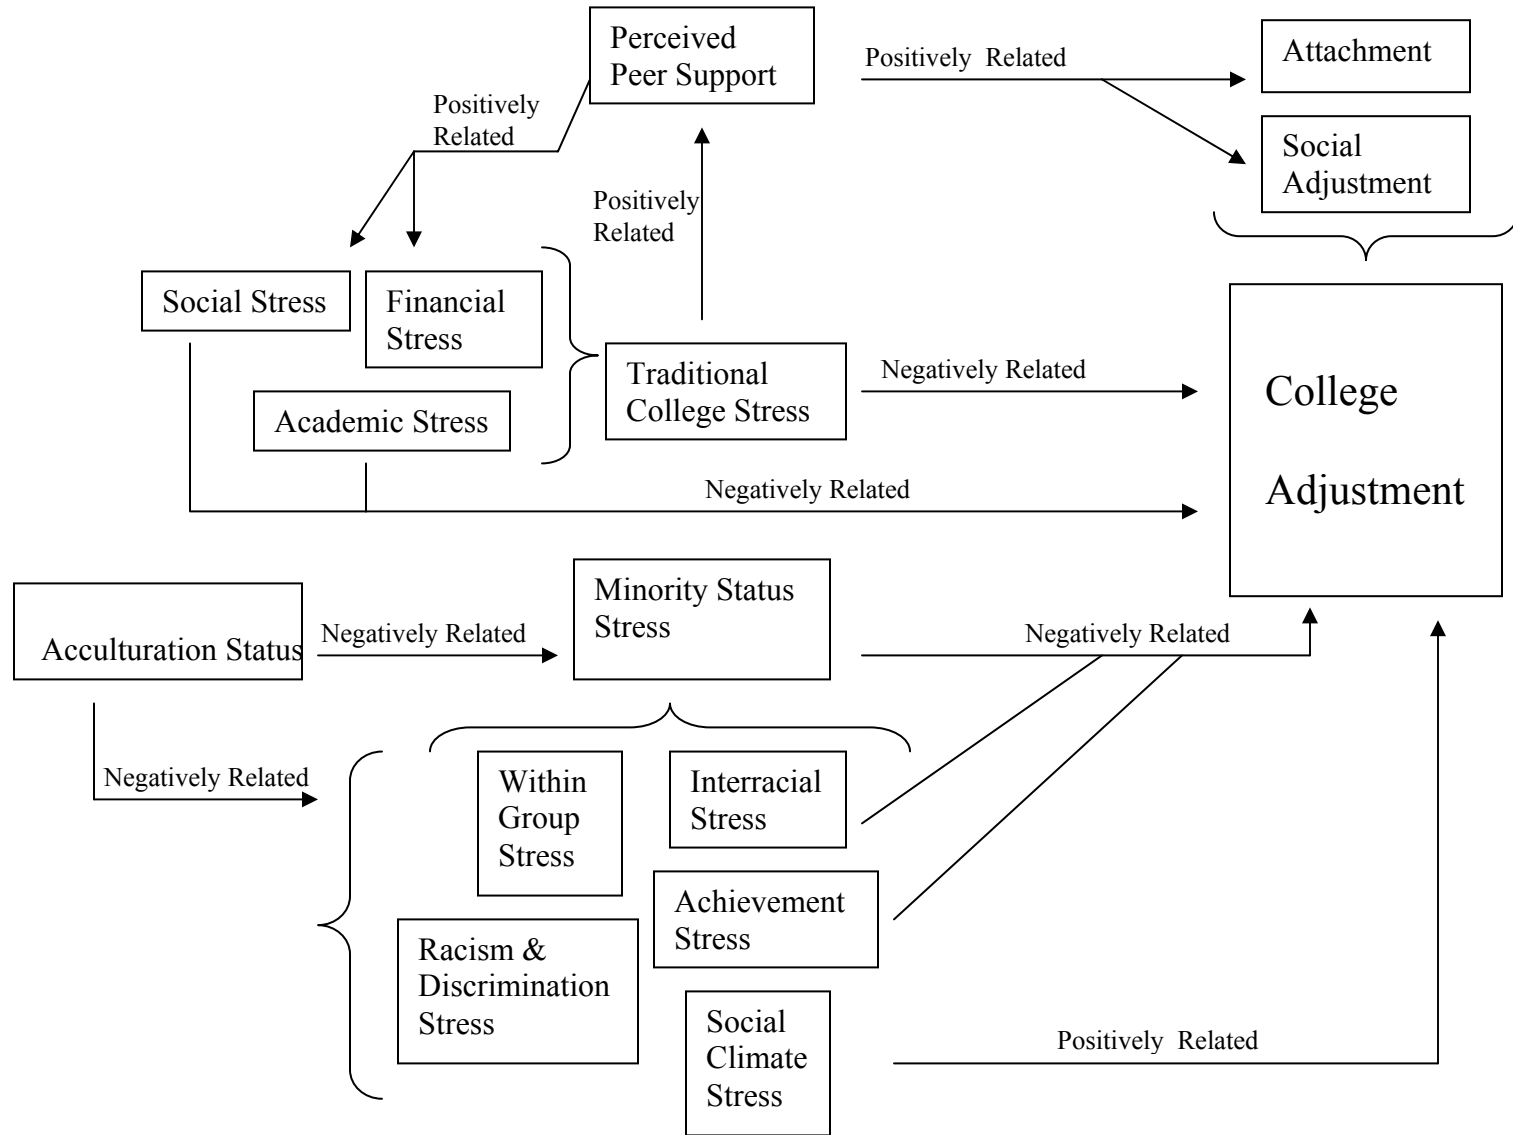 Perceived
Peer Support
Positively Related
Attachment
Social
Adjustment
Positively
Related
Positively
Related
Social Stress
Financial
Stress
Academic Stress
Traditional
College Stress
Negatively Related
College
Adjustment
Negatively Related
Acculturation Status
Negatively Related
Minority Status
Stress
Negatively Related
Negatively Related
Within
Group
Stress
Interracial
Stress
Achievement
Stress
Racism &
Discrimination
Stress
Social
Climate
Stress
Positively Related